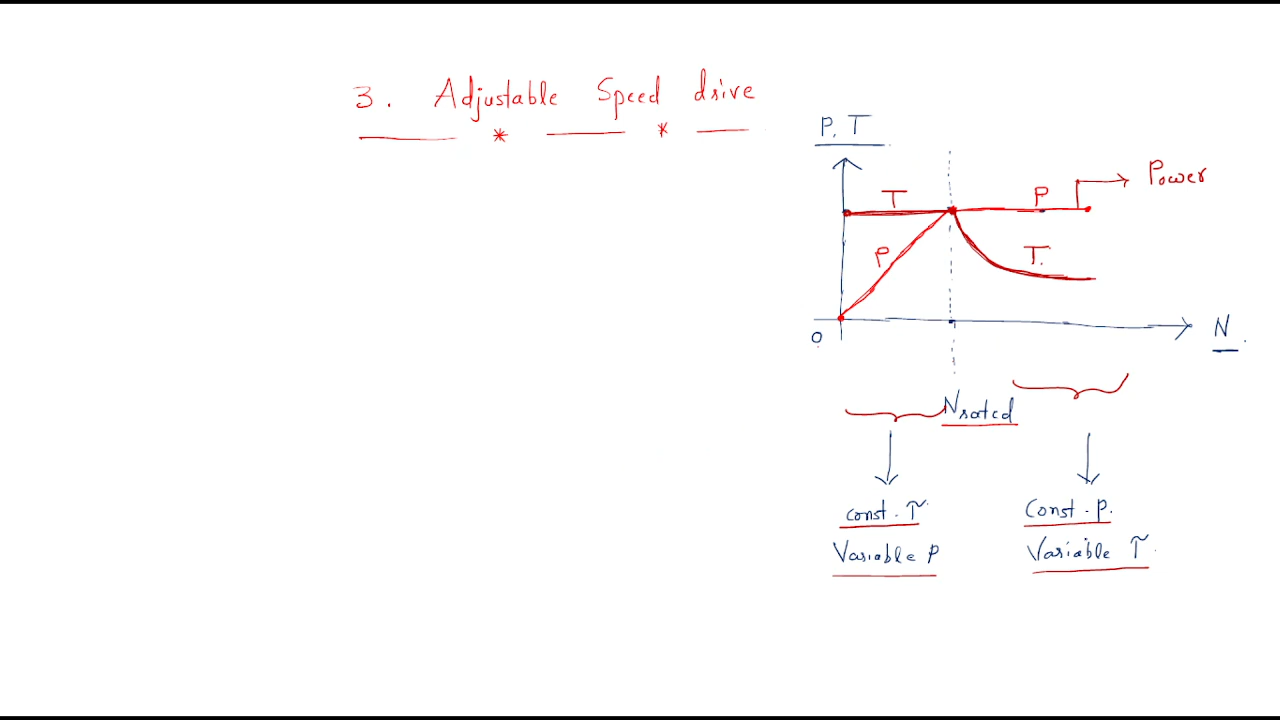 3. Adjustable Speed drive
P, T
Power
T
P
P
T.
0
N
Nrated
const. T
Variable P
Const. P.
Variable T